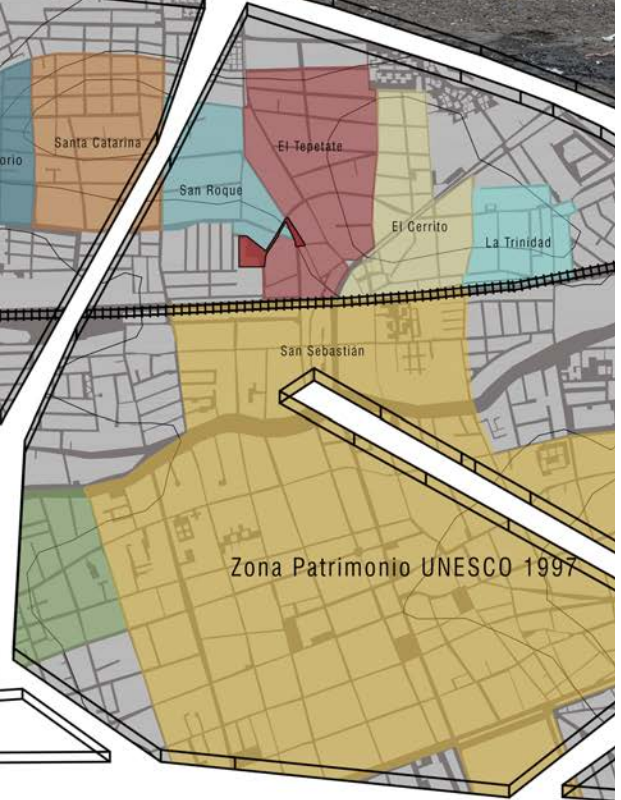 Santa Catarina
El Tepetate
orio
San Roque
El Cerrito
La Trinidad
San Sebastián
Zona Patrimonio UNESCO 1997